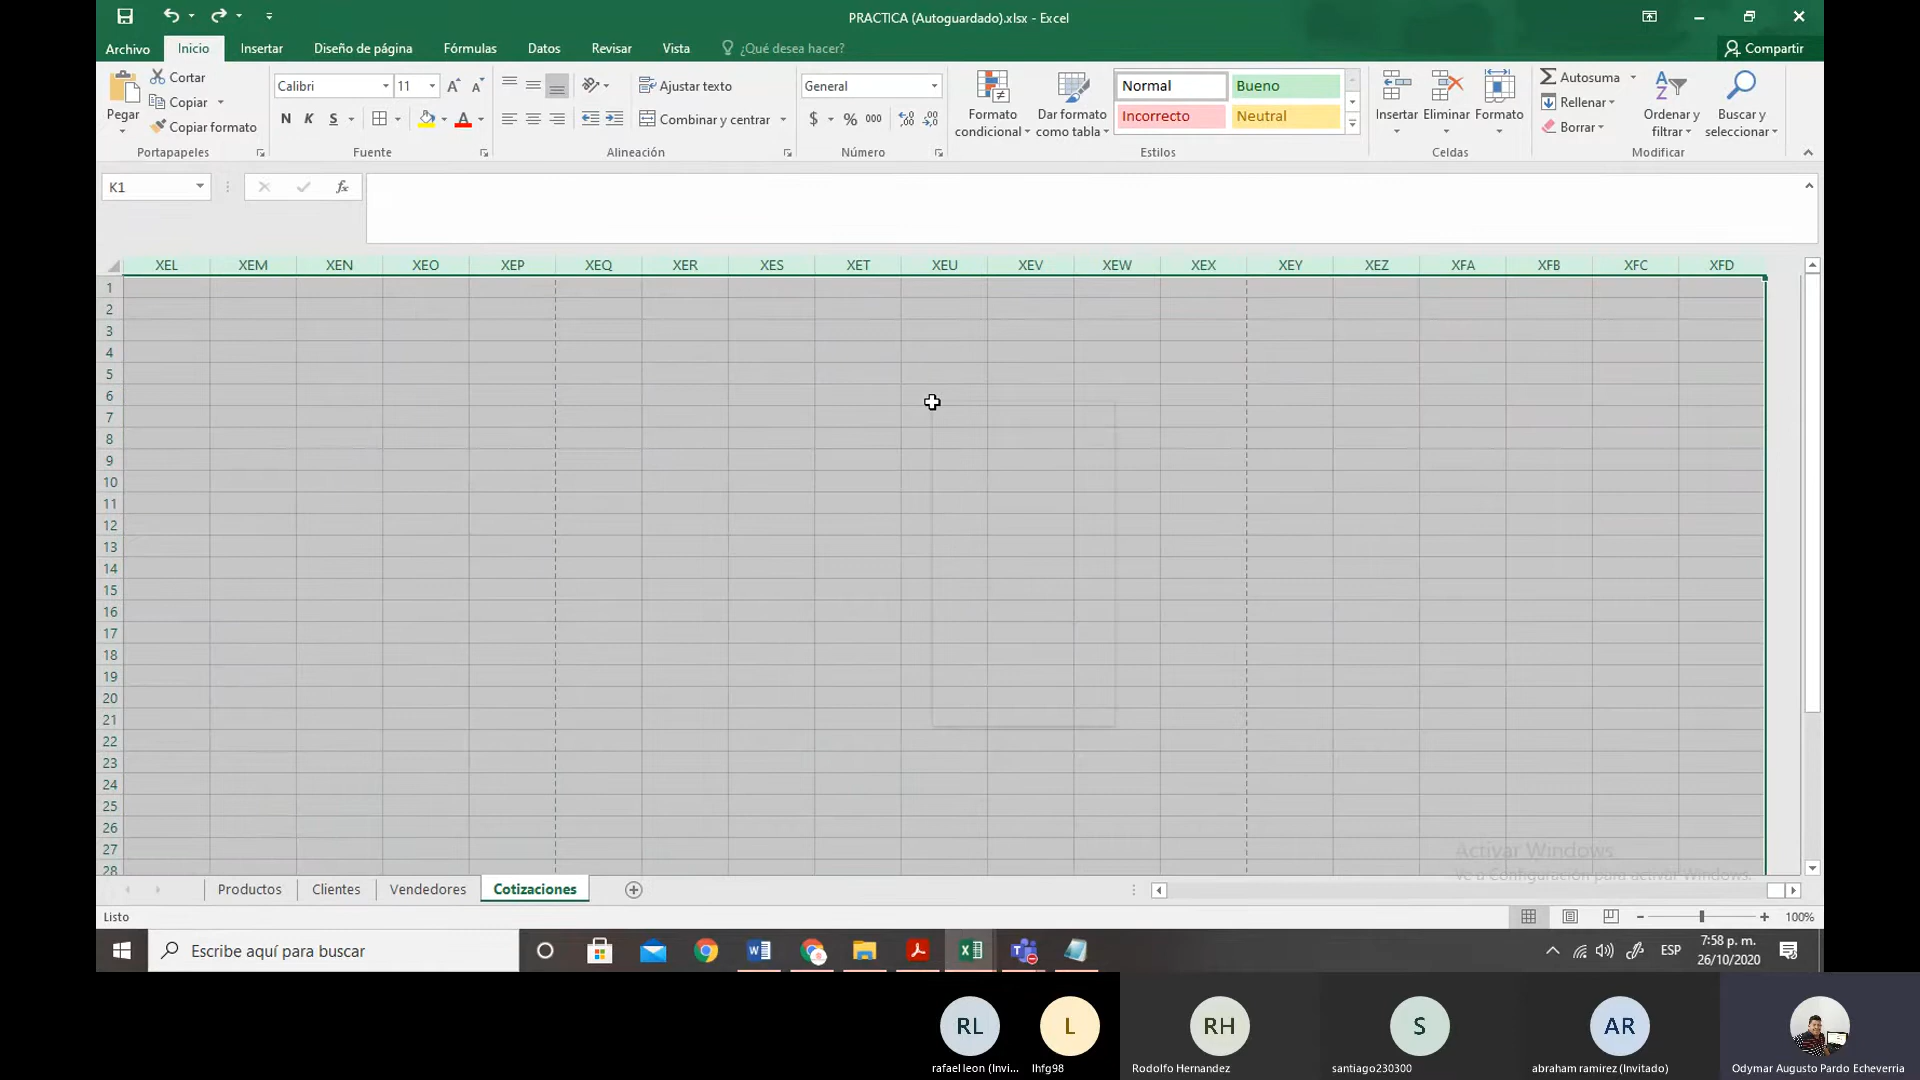 PRACTICA (Autoguardado).xlsx - Excel
Archivo Inicio Insertar Diseño de página Fórmulas Datos Revisar Vista ¿Qué desea hacer? Compartir
Pegar
Cortar
Copiar
Copiar formato
Portapapeles
Calibri 11
N K S
Fuente
Ajustar texto
Combinar y centrar
Alineación
General
$ % 000
Número
Formato condicional
Dar formato como tabla
Normal Bueno
Incorrecto Neutral
Estilos
Insertar Eliminar Formato
Celdas
Autosuma
Rellenar
Borrar
Ordenar y filtrar
Buscar y seleccionar
Modificar
K1
fx
XEL XEM XEN XEO XEP XEQ XER XES XET XEU XEV XEW XEX XEY XEZ XFA XFB XFC XFD
1
2
3
4
5
6
7
8
9
10
11
12
13
14
15
16
17
18
19
20
21
22
23
24
25
26
27
28
Activar Windows
Ve a Configuración para activar Windows.
Productos Clientes Vendedores Cotizaciones
Listo
100%
Escribe aquí para buscar
ESP
7:58 p. m.
26/10/2020
RL L RH S AR
rafael leon (Invi... lhfg98 Rodolfo Hernandez santiago230300 abraham ramirez (Invitado) Odymar Augusto Pardo Echeverria